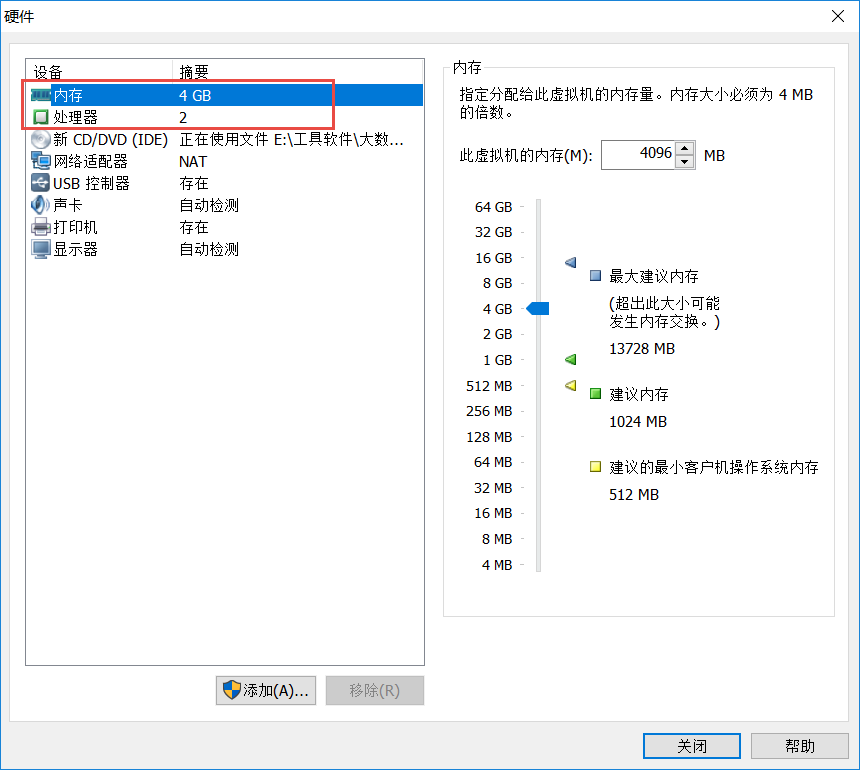 硬件
设备 摘要
内存 4 GB
处理器 2
新 CD/DVD (IDE) 正在使用文件 E:\工具软件\大数...
网络适配器 NAT
USB 控制器 存在
声卡 自动检测
打印机 存在
显示器 自动检测
添加(A)...
移除(R)
内存
指定分配给此虚拟机的内存量。内存大小必须为 4 MB
的倍数。
此虚拟机的内存(M): 4096 MB
64 GB
32 GB
16 GB
8 GB
4 GB
2 GB
1 GB
512 MB
256 MB
128 MB
64 MB
32 MB
16 MB
8 MB
4 MB
最大建议内存
(超出此大小可能
发生内存交换。)
13728 MB
建议内存
1024 MB
建议的最小客户机操作系统内存
512 MB
关闭
帮助